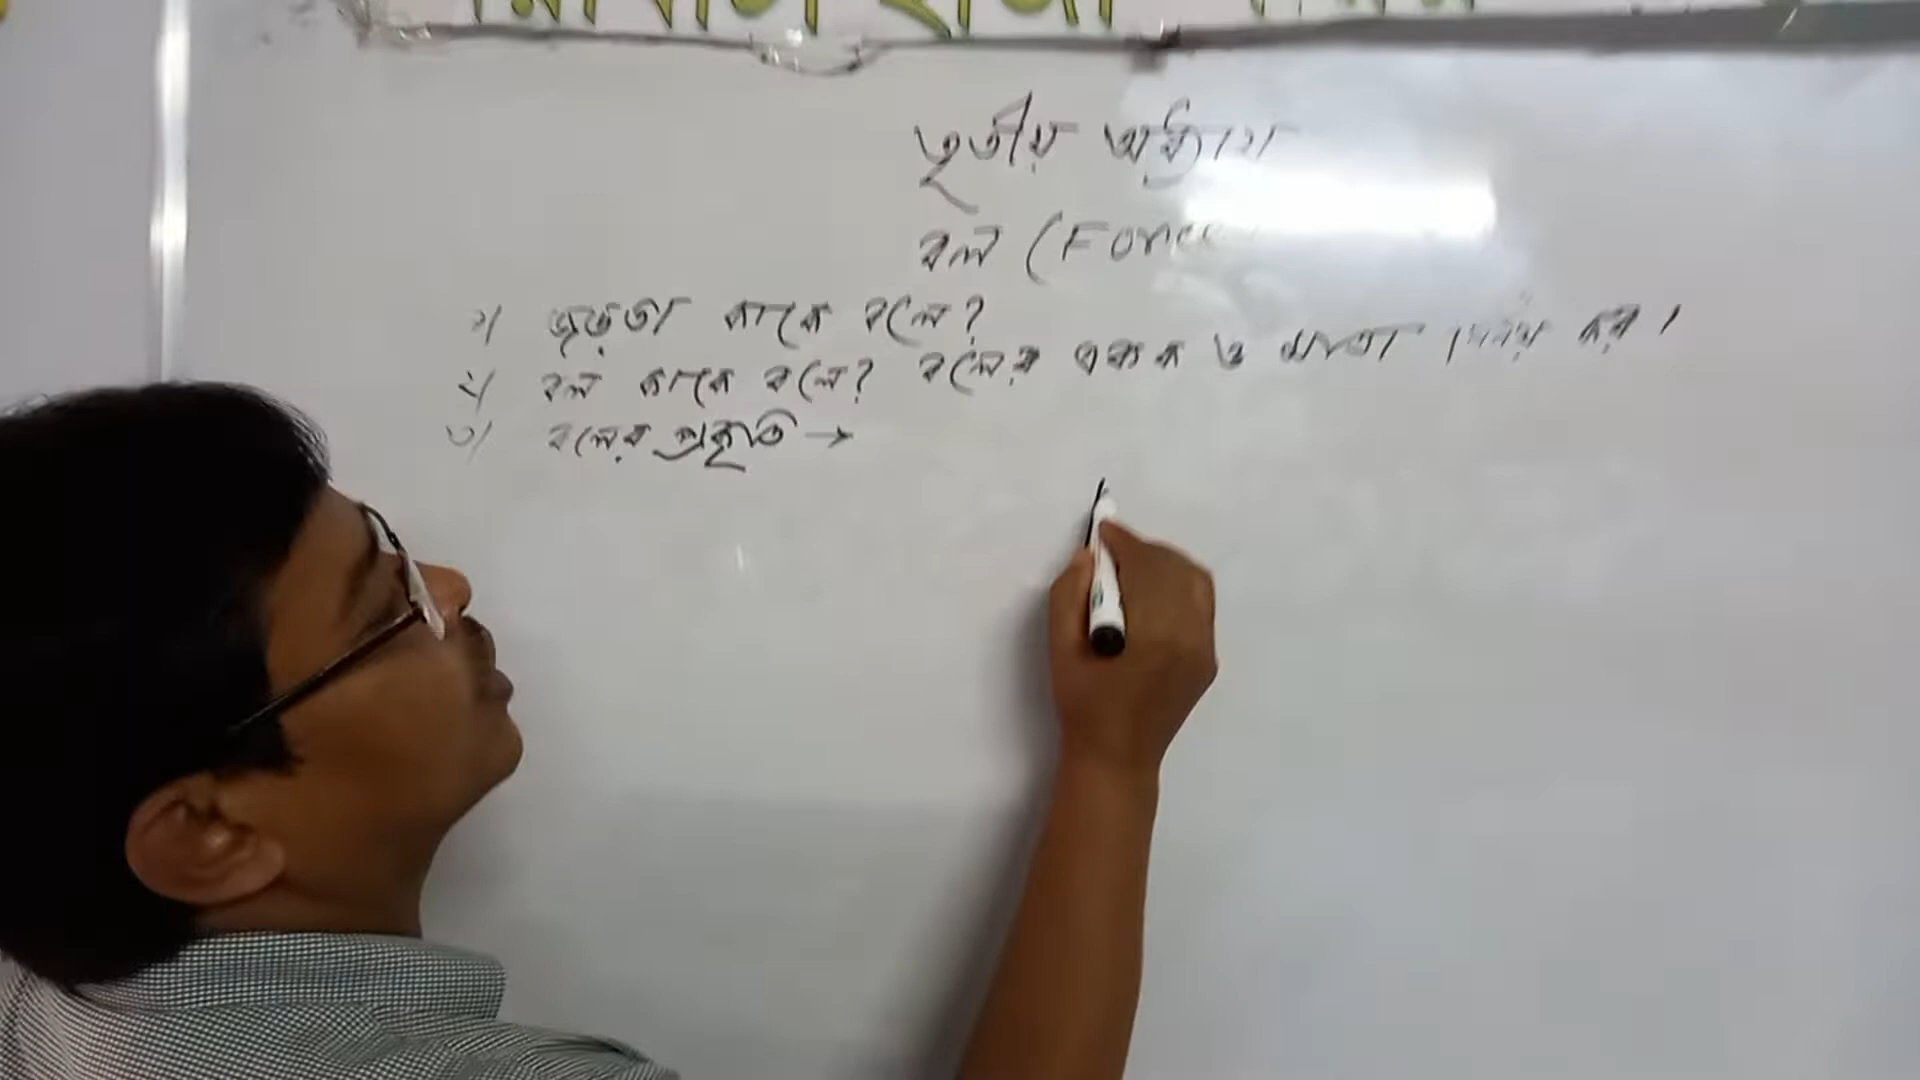 তৃতীয় অধ্যায়
বল (Force
১। জড়তা কাকে বলে?
২। বল কাকে বলে? বলের একক ও মাত্রা নির্ণয় কর।
৩। বলের প্রকৃতি →